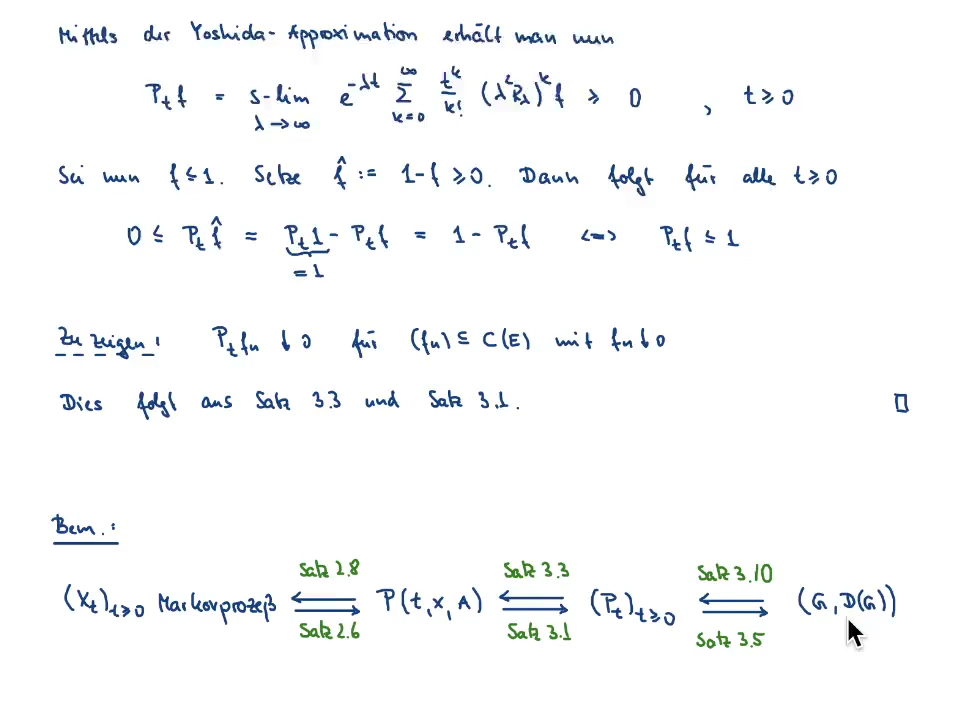 Mittels der Yoshida-Approximation erhält man nun
P_t f = s-lim_{λ→∞} e^{-λt} Σ_{k=0}^{∞} t^k/k! (λ²R_λ)^k f ≥ 0 , t ≥ 0
Sei nun f ≤ 1. Setze f̂ := 1-f ≥ 0. Dann folgt für alle t ≥ 0
0 ≤ P_t f̂ = P_t 1 - P_t f = 1 - P_t f <=> P_t f ≤ 1
= 1
Zu zeigen: P_t f_n ↓ 0 für (f_n) ⊆ C(E) mit f_n ↓ 0
Dies folgt aus Satz 3.3 und Satz 3.1. □
Bem.:
Satz 2.8 Satz 3.3 Satz 3.10
(X_t)_{t≥0} Markovprozeß ⇄ P(t,x,A) ⇄ (P_t)_{t≥0} ⇄ (G,D(G))
Satz 2.6 Satz 3.1 Satz 3.5